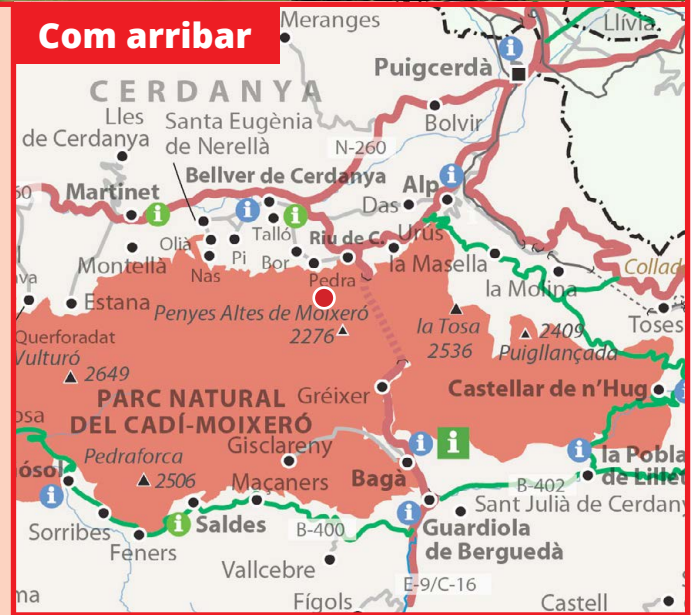 Com arribar
Meranges
Llívia
Puigcerdà
CERDANYA
Lles
de Cerdanya
Santa Eugènia
de Nerellà
Bolvir
N-260
Bellver de Cerdanya
Martinet
Alp
Das
Olià
Talló
Riu de C.
Urús
Montellà
Pi
Bor
Nas
Pedra
la Masella
Collad
la Molina
Estana
Penyes Altes de Moixeró
2276
la Tosa
2536
2409
Puigllançada
Toses
Querforadat
Vulturó
2649
PARC NATURAL
DEL CADÍ-MOIXERÓ
Gréixer
Castellar de n'Hug
Gisclareny
Pedraforca
2506
Maçaners
Bagà
la Pobla
de Lillet
B-402
Sant Julià de Cerdany
Sorribes
Saldes
Feners
B-400
Guardiola
de Berguedà
Vallcebre
E-9/C-16
Fígols
Castell